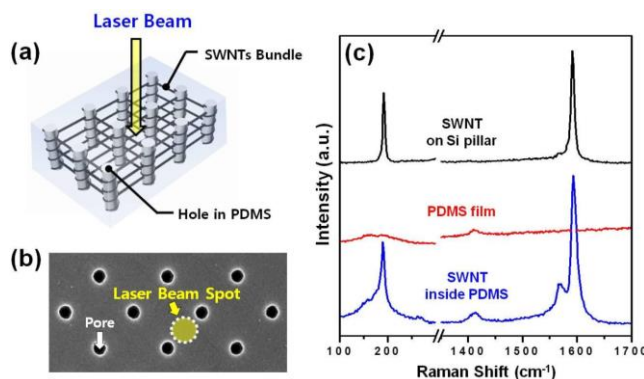 Laser Beam
(a)
SWNTs Bundle
Hole in PDMS
(b)
Laser Beam Spot
Pore
(c)
Intensity (a.u.)
SWNT
on Si pillar
PDMS film
SWNT
inside PDMS
100 200 1400 1500 1600 1700
Raman Shift (cm⁻¹)